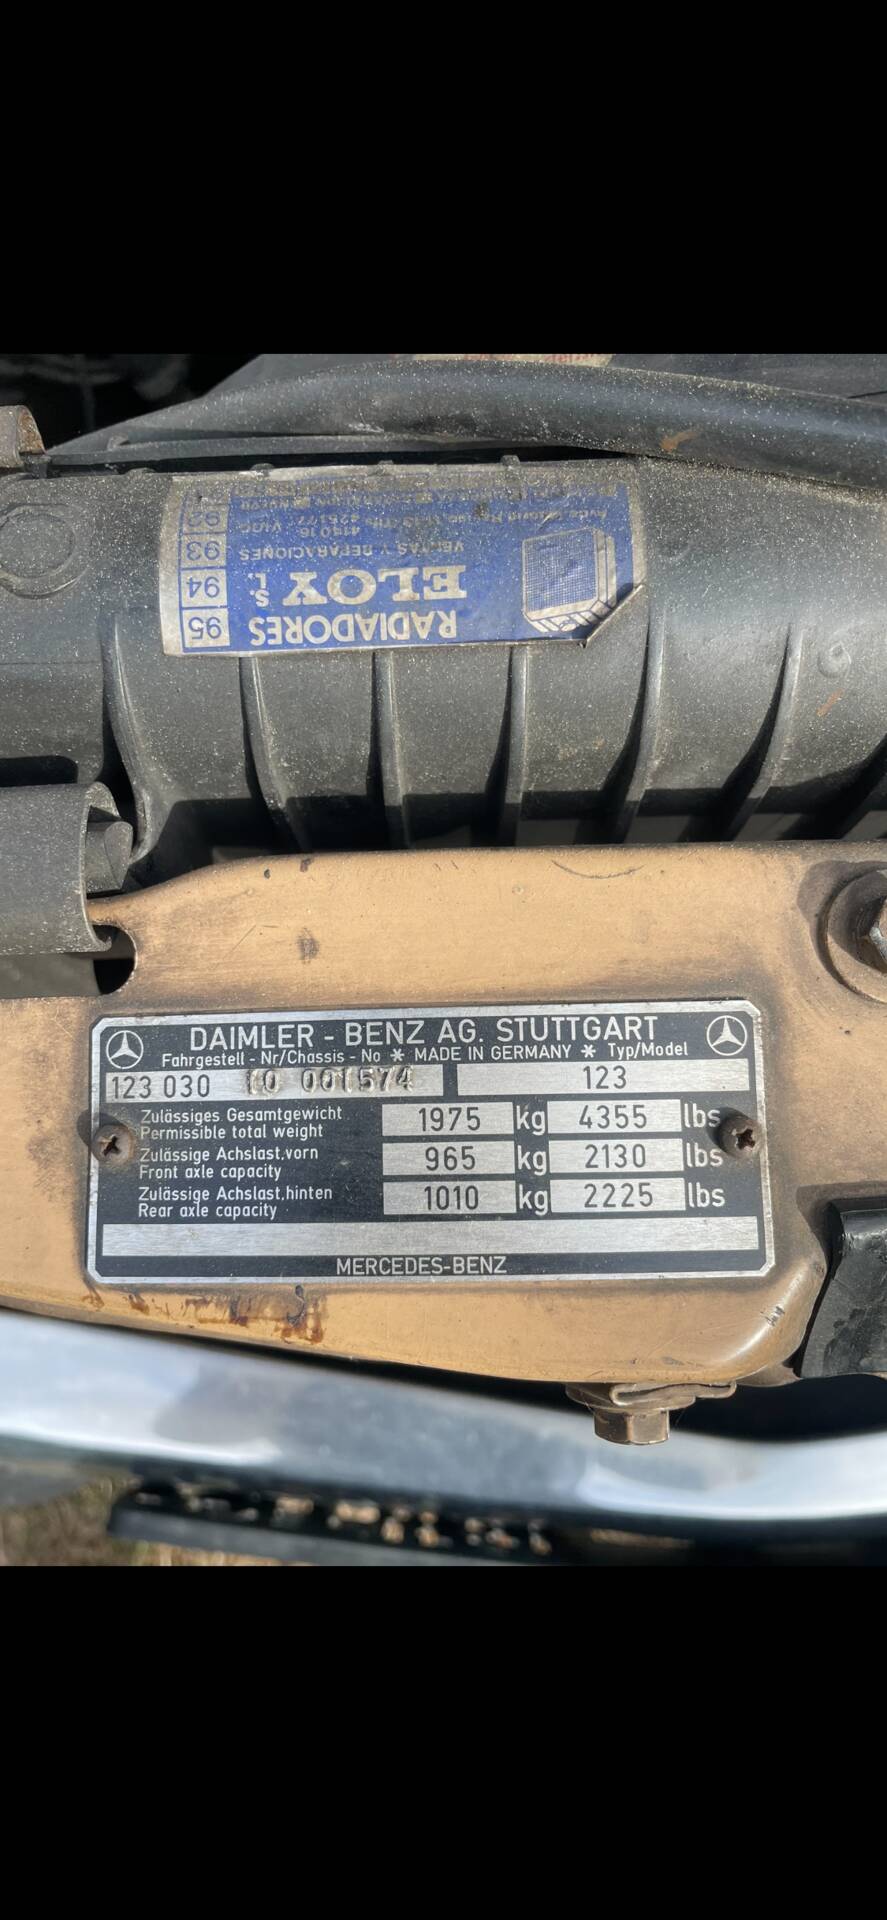 RADIADORES
ELOY S.L.
VENTAS Y REPARACIONES
95
94
93
92
DAIMLER - BENZ AG. STUTTGART
Fahrgestell - Nr/Chassis - No * MADE IN GERMANY * Typ/Model
123 030 10 001574 123
Zulässiges Gesamtgewicht
Permissible total weight 1975 kg 4355 lbs
Zulässige Achslast,vorn
Front axle capacity 965 kg 2130 lbs
Zulässige Achslast,hinten
Rear axle capacity 1010 kg 2225 lbs
MERCEDES-BENZ